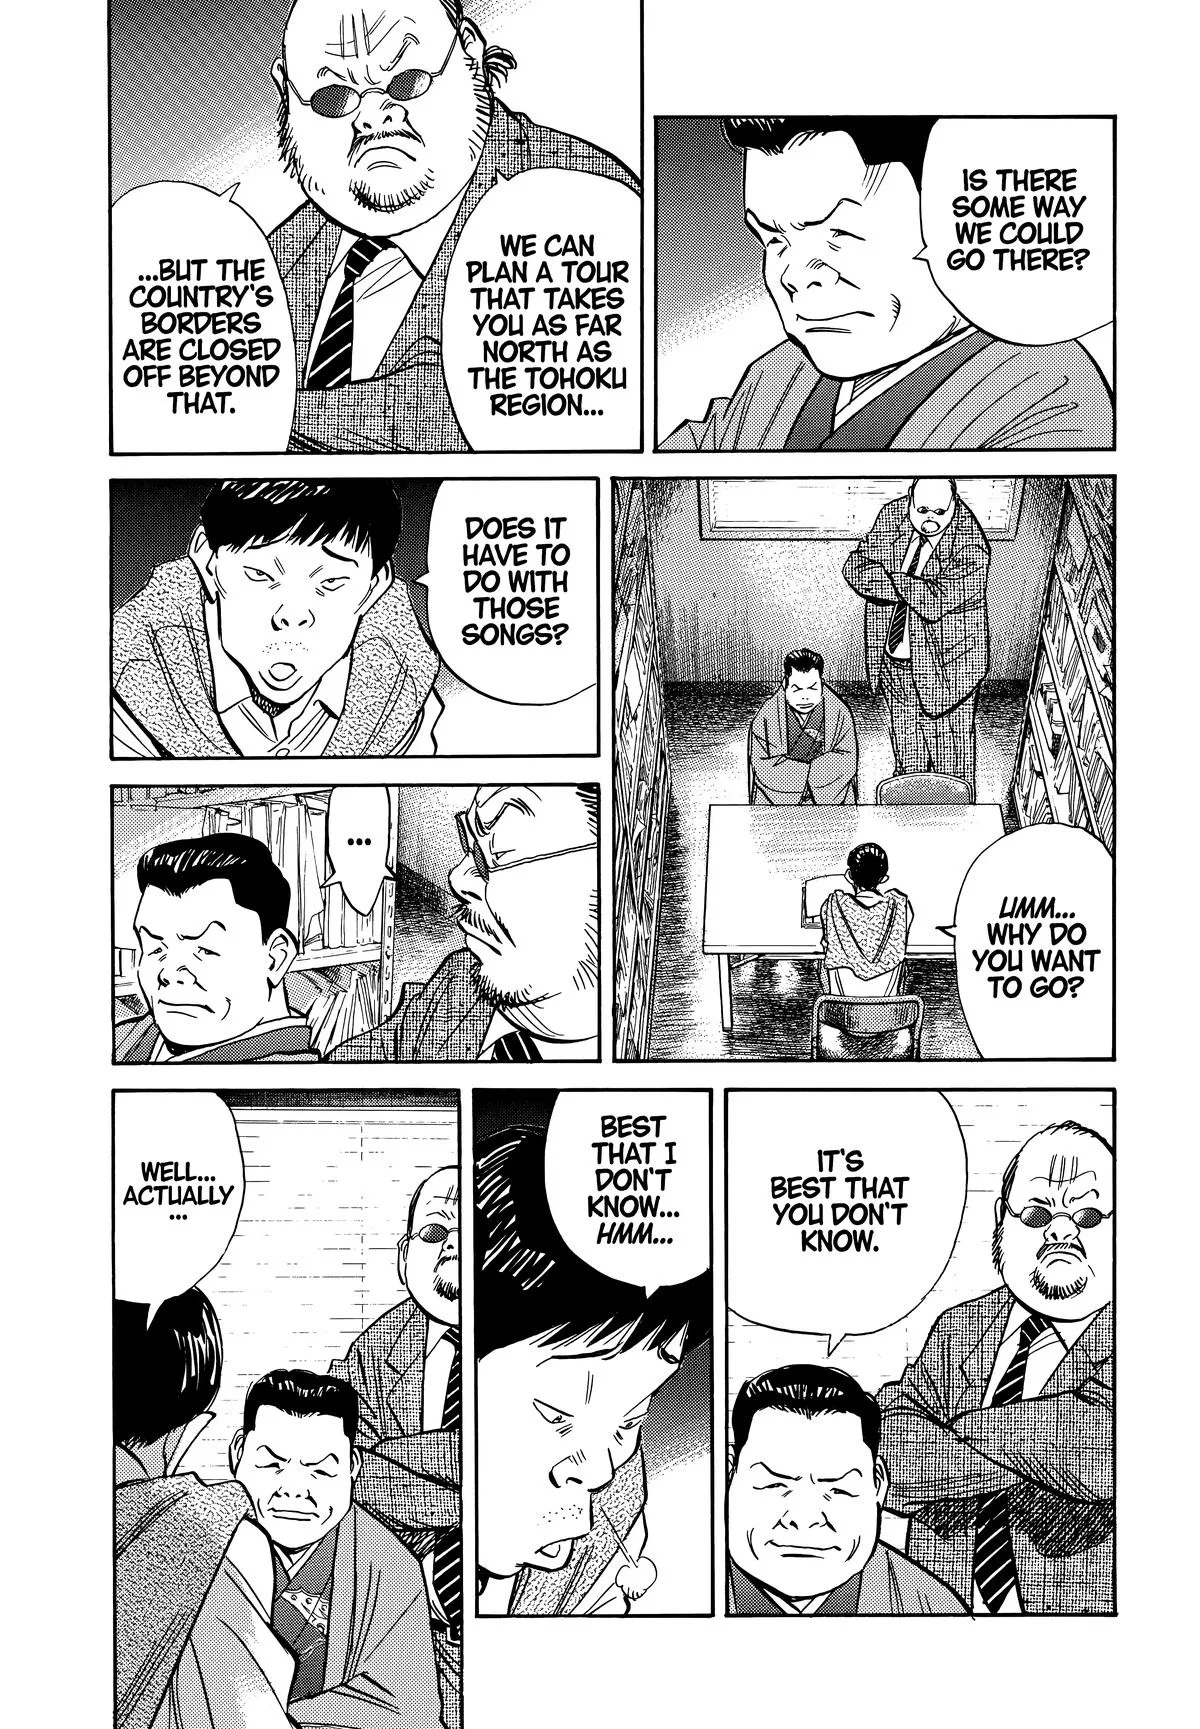 IS THERE
SOME WAY
WE COULD
GO THERE?
WE CAN
PLAN A TOUR
THAT TAKES
YOU AS FAR
NORTH AS
THE TOHOKU
REGION...
...BUT THE
COUNTRY'S
BORDERS
ARE CLOSED
OFF BEYOND
THAT.
UMM...
WHY DO
YOU WANT
TO GO?
DOES IT
HAVE TO
DO WITH
THOSE
SONGS?
...
IT'S
BEST THAT
YOU DON'T
KNOW.
BEST
THAT I
DON'T
KNOW...
HMM...
WELL...
ACTUALLY
...